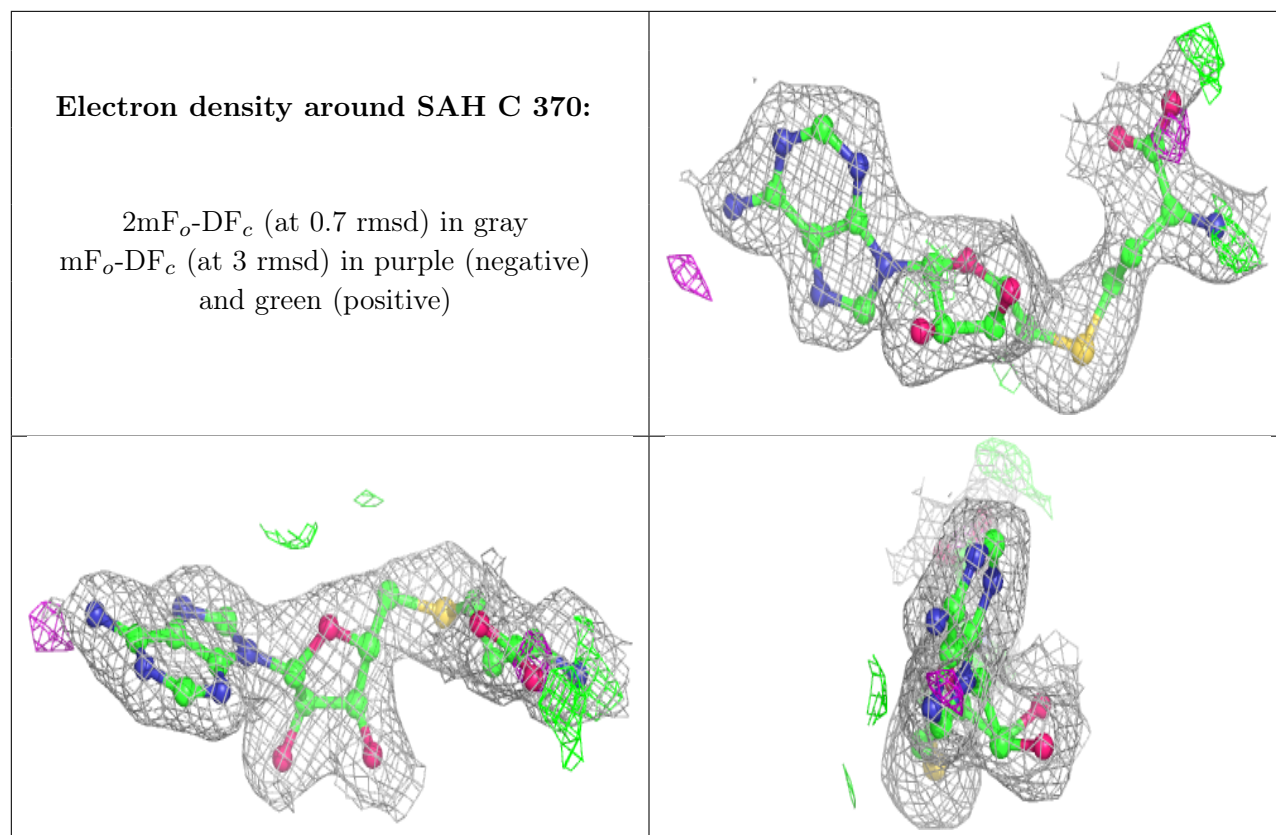 Electron density around SAH C 370:
2mFₒ-DF𝒸 (at 0.7 rmsd) in gray
mFₒ-DF𝒸 (at 3 rmsd) in purple (negative)
and green (positive)